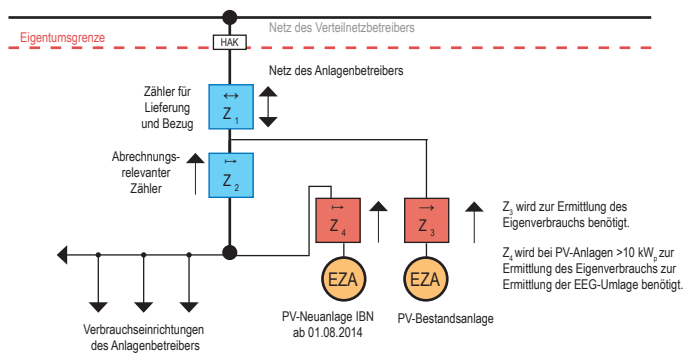 Netz des Verteilnetzbetreibers
Eigentumsgrenze
HAK
Netz des Anlagenbetreibers
Zähler für
Lieferung
und Bezug
↔
Z₁
Abrechnungs-
relevanter
Zähler
↦
Z₂
↦
Z₄
→
Z₃
Z₃ wird zur Ermittlung des
Eigenverbrauchs benötigt.
Z₄ wird bei PV-Anlagen >10 kWₚ zur
Ermittlung des Eigenverbrauchs zur
Ermittlung der EEG-Umlage benötigt.
EZA
EZA
PV-Neuanlage IBN
ab 01.08.2014
PV-Bestandsanlage
Verbrauchseinrichtungen
des Anlagenbetreibers